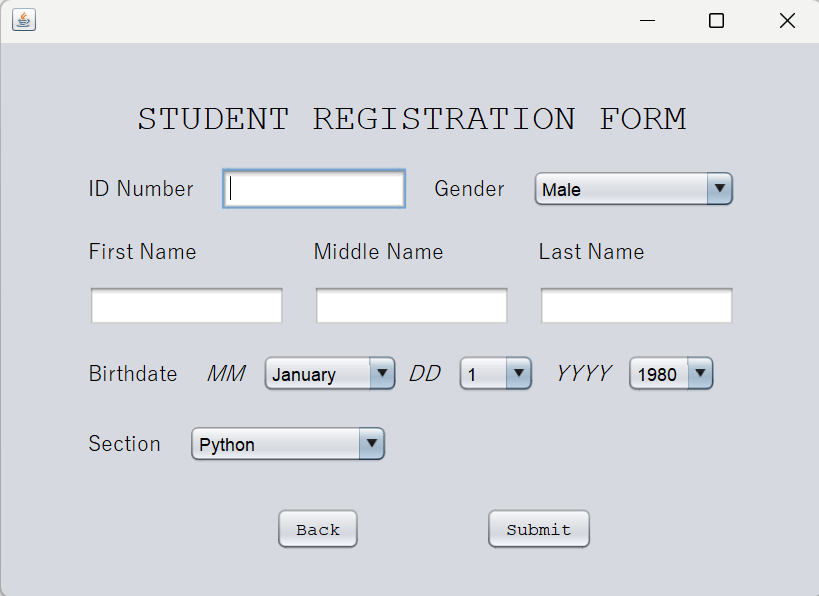 STUDENT REGISTRATION FORM
ID Number Gender Male
First Name Middle Name Last Name
Birthdate MM January DD 1 YYYY 1980
Section Python
Back Submit